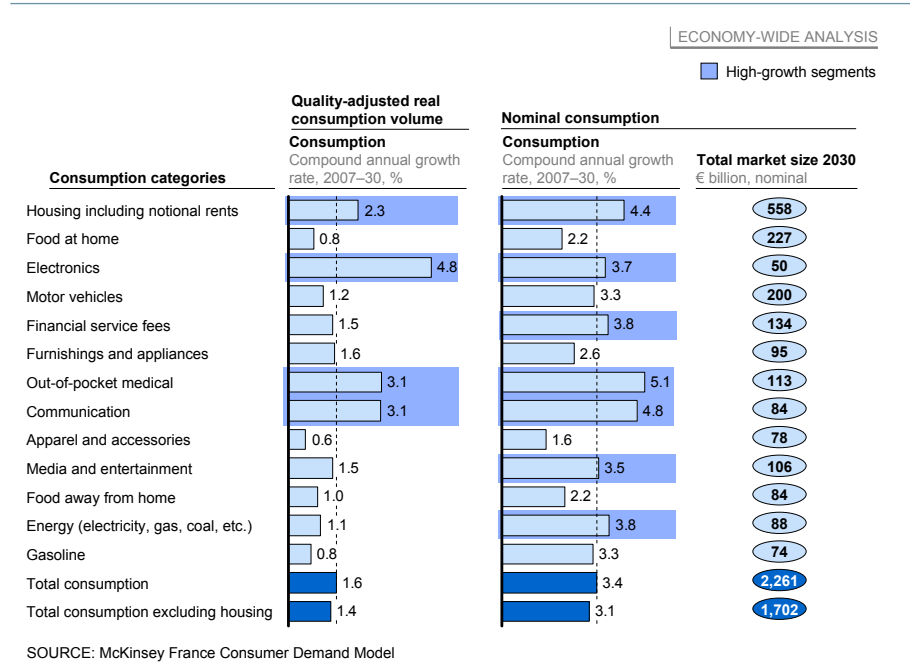 ECONOMY-WIDE ANALYSIS
High-growth segments
Quality-adjusted real
consumption volume
Nominal consumption
Consumption categories
Consumption
Compound annual growth
rate, 2007–30, %
Consumption
Compound annual growth
rate, 2007–30, %
Total market size 2030
€ billion, nominal
Housing including notional rents 2.3 4.4 558
Food at home 0.8 2.2 227
Electronics 4.8 3.7 50
Motor vehicles 1.2 3.3 200
Financial service fees 1.5 3.8 134
Furnishings and appliances 1.6 2.6 95
Out-of-pocket medical 3.1 5.1 113
Communication 3.1 4.8 84
Apparel and accessories 0.6 1.6 78
Media and entertainment 1.5 3.5 106
Food away from home 1.0 2.2 84
Energy (electricity, gas, coal, etc.) 1.1 3.8 88
Gasoline 0.8 3.3 74
Total consumption 1.6 3.4 2,261
Total consumption excluding housing 1.4 3.1 1,702
SOURCE: McKinsey France Consumer Demand Model